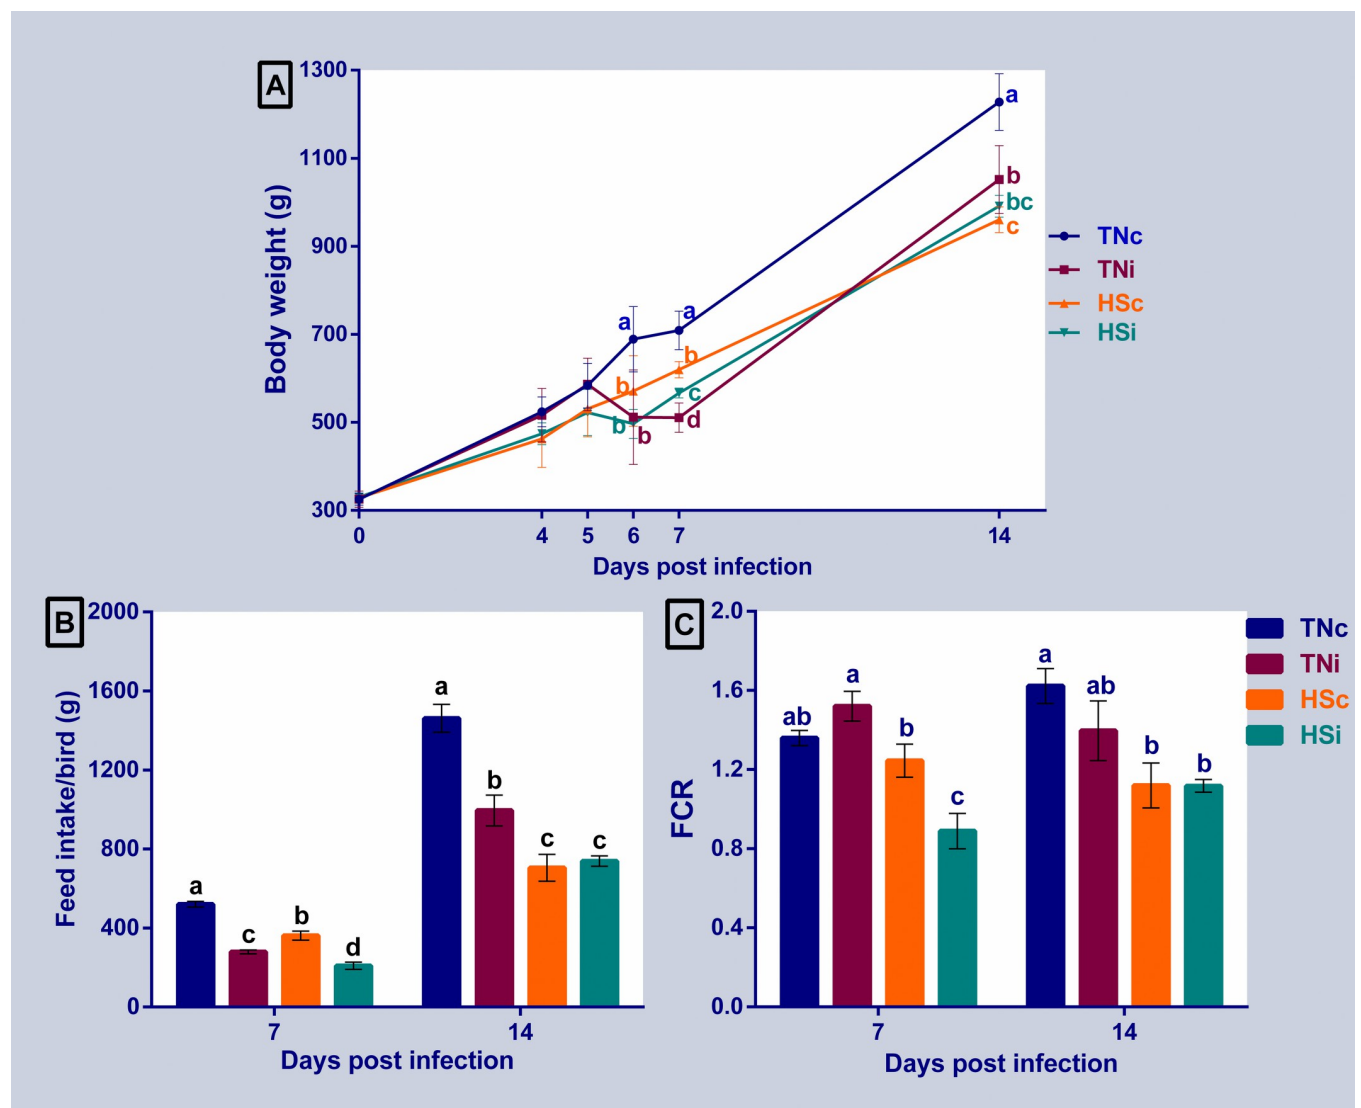 A
1300
1100
900
700
500
300
Body weight (g)
a
a
a
b
b
b
b
c
d
b
bc
c
0 4 5 6 7 14
Days post infection
TNc
TNi
HSc
HSi
B
2000
1600
1200
800
400
0
Feed intake/bird (g)
a c b d a b c c
7 14
Days post infection
C
2.0
1.6
1.2
0.8
0.4
0.0
FCR
ab a b c a ab b b
7 14
Days post infection
TNc
TNi
HSc
HSi